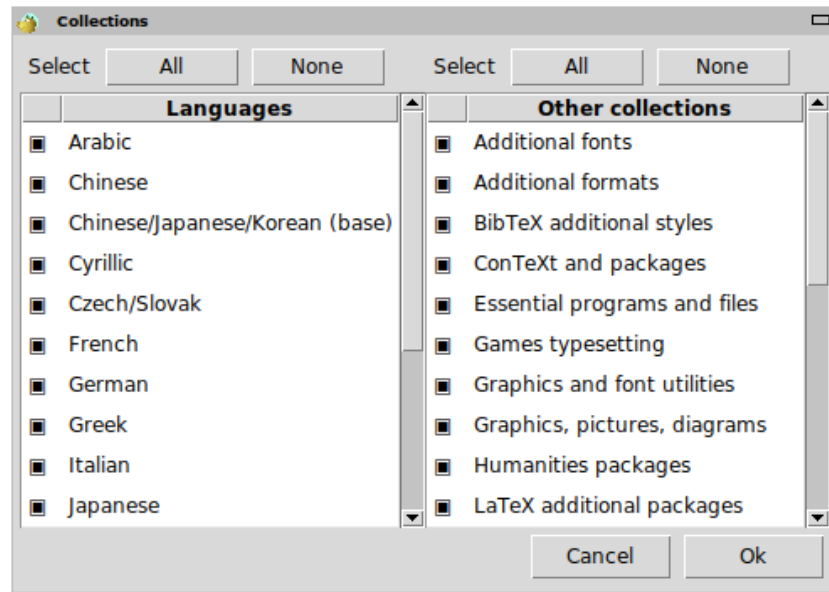 Collections
Select All None Select All None
Languages
Arabic
Chinese
Chinese/Japanese/Korean (base)
Cyrillic
Czech/Slovak
French
German
Greek
Italian
Japanese
Other collections
Additional fonts
Additional formats
BibTeX additional styles
ConTeXt and packages
Essential programs and files
Games typesetting
Graphics and font utilities
Graphics, pictures, diagrams
Humanities packages
LaTeX additional packages
Cancel Ok